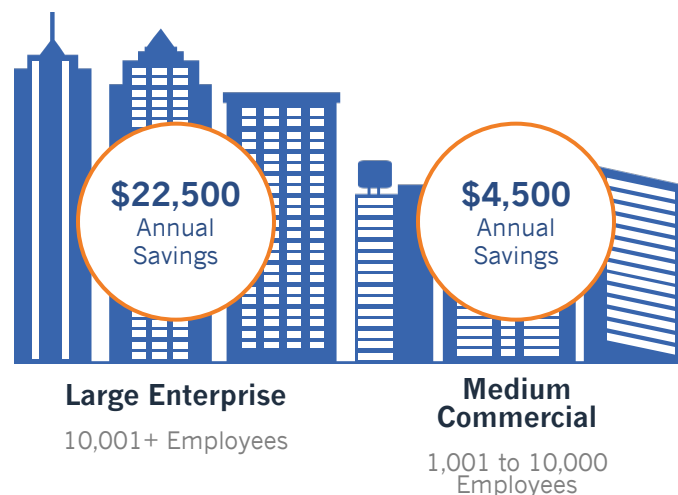 $22,500
Annual
Savings
$4,500
Annual
Savings
Large Enterprise
10,001+ Employees
Medium
Commercial
1,001 to 10,000
Employees